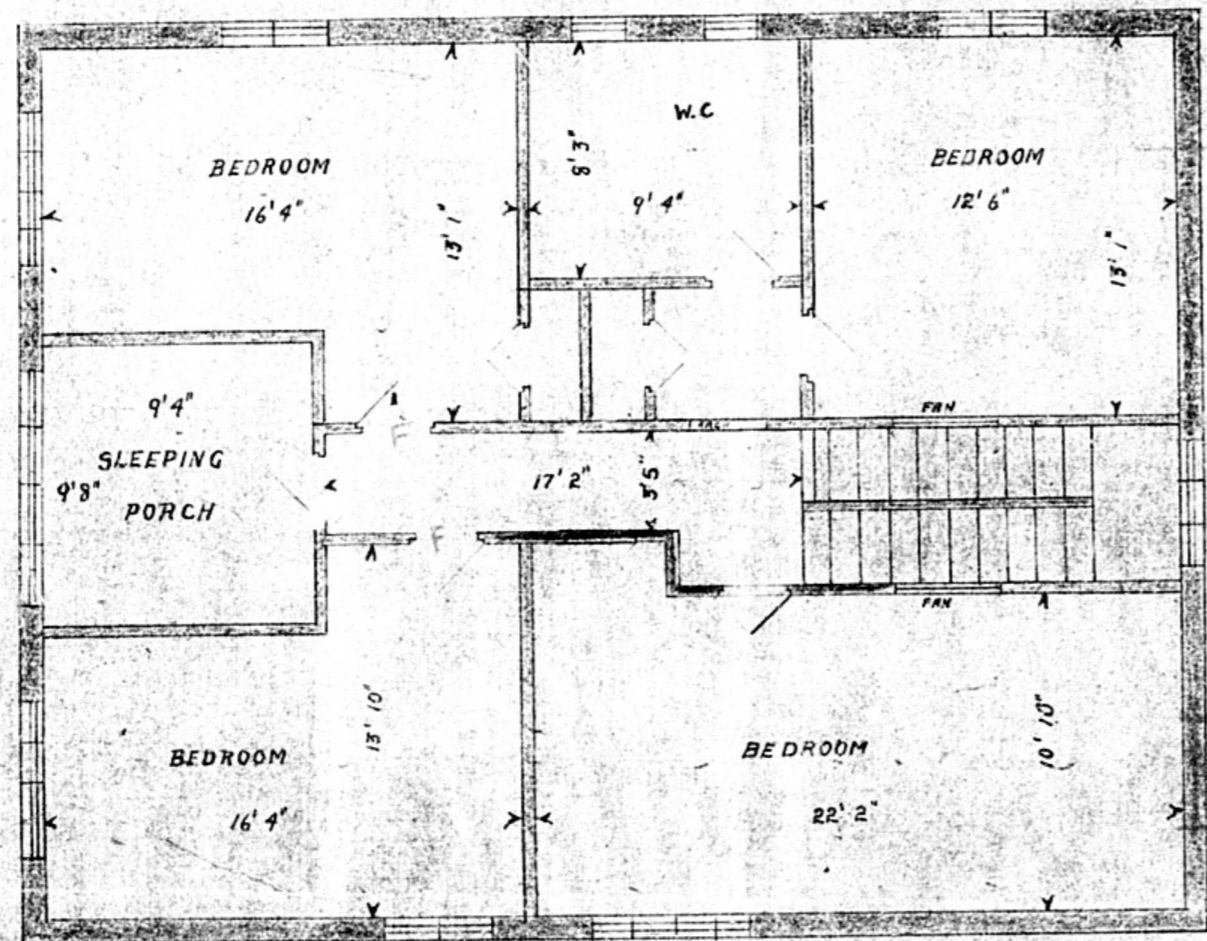 W.C
8' 3"
9' 4"
BEDROOM
16' 4"
13' 1"
BEDROOM
12' 6"
13' 1"
9' 4"
SLEEPING
9' 8"
PORCH
F
17' 2"
3' 5"
FAN
F
FAN
BEDROOM
16' 4"
13' 10"
BEDROOM
22' 2"
10' 10"